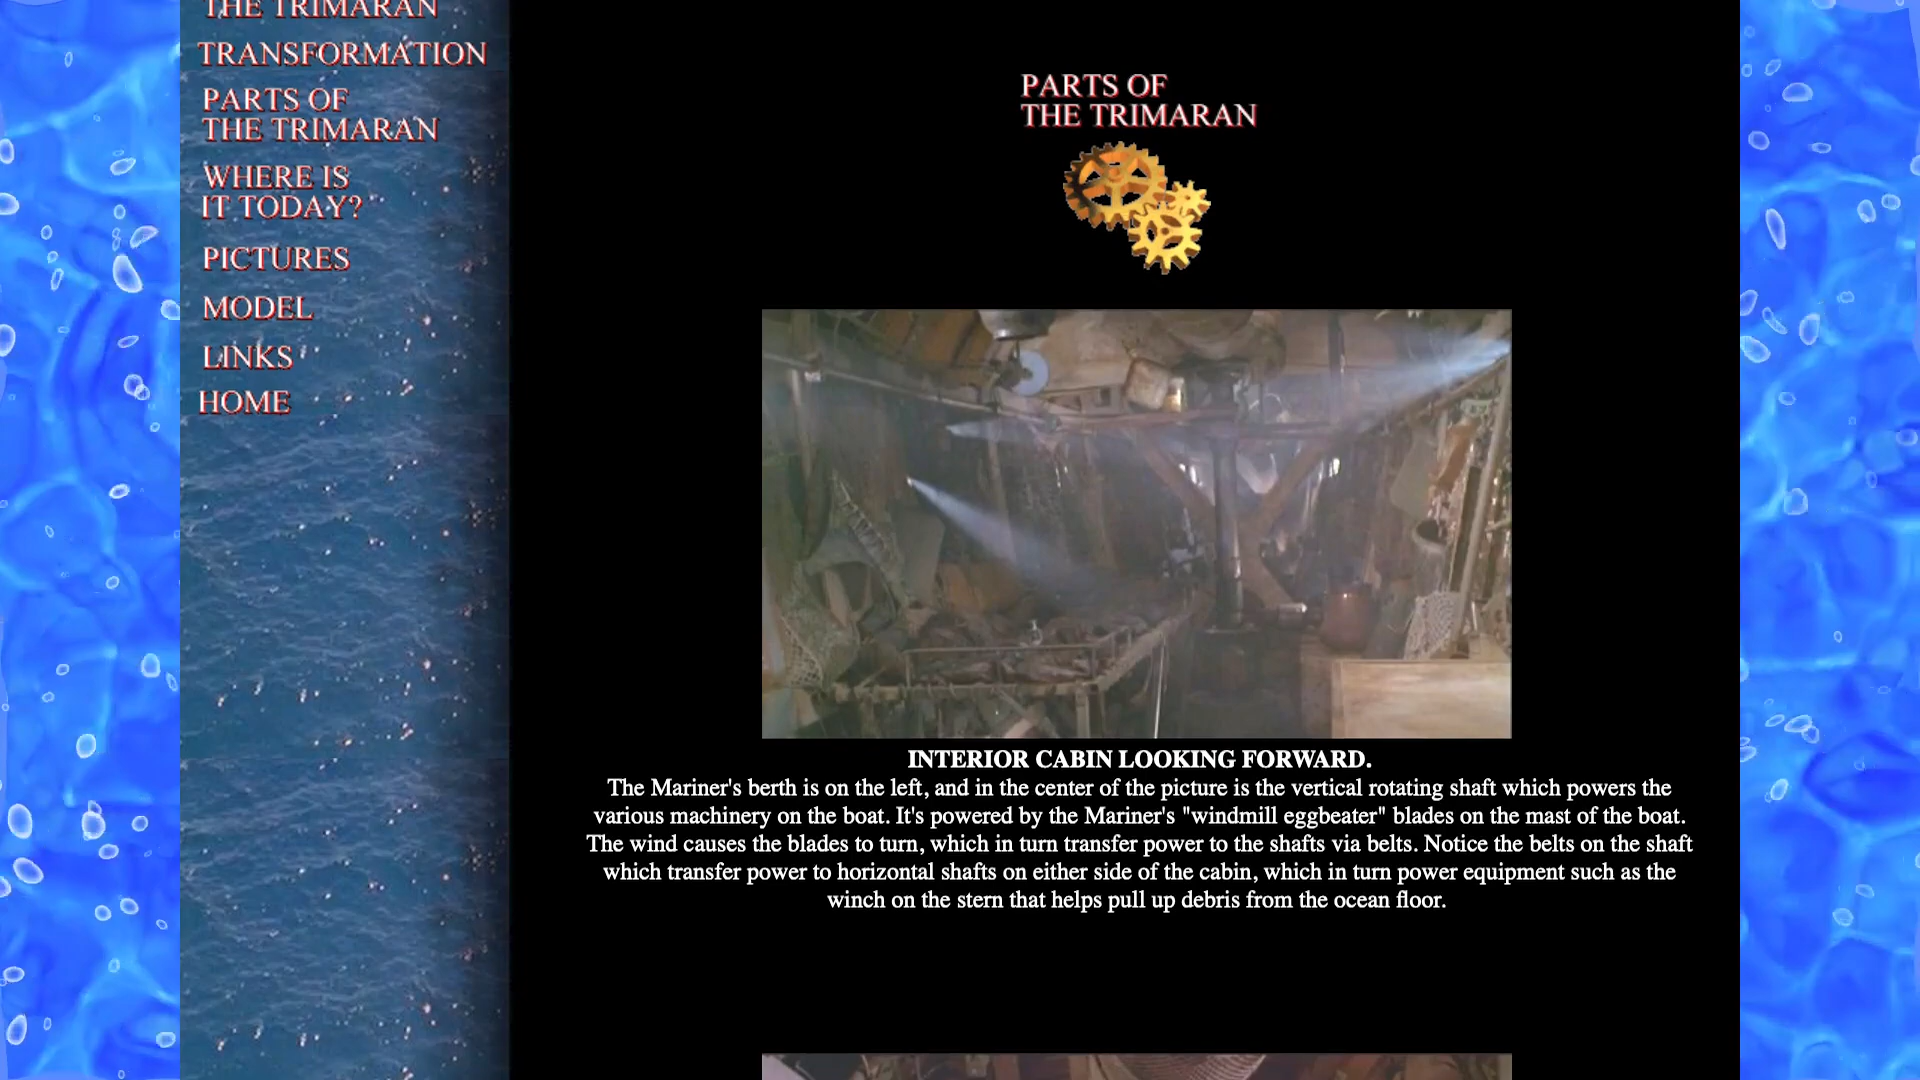 THE TRIMARAN
TRANSFORMATION
PARTS OF
THE TRIMARAN
WHERE IS
IT TODAY?
PICTURES
MODEL
LINKS
HOME
PARTS OF
THE TRIMARAN
INTERIOR CABIN LOOKING FORWARD.
The Mariner's berth is on the left, and in the center of the picture is the vertical rotating shaft which powers the
various machinery on the boat. It's powered by the Mariner's "windmill eggbeater" blades on the mast of the boat.
The wind causes the blades to turn, which in turn transfer power to the shafts via belts. Notice the belts on the shaft
which transfer power to horizontal shafts on either side of the cabin, which in turn power equipment such as the
winch on the stern that helps pull up debris from the ocean floor.